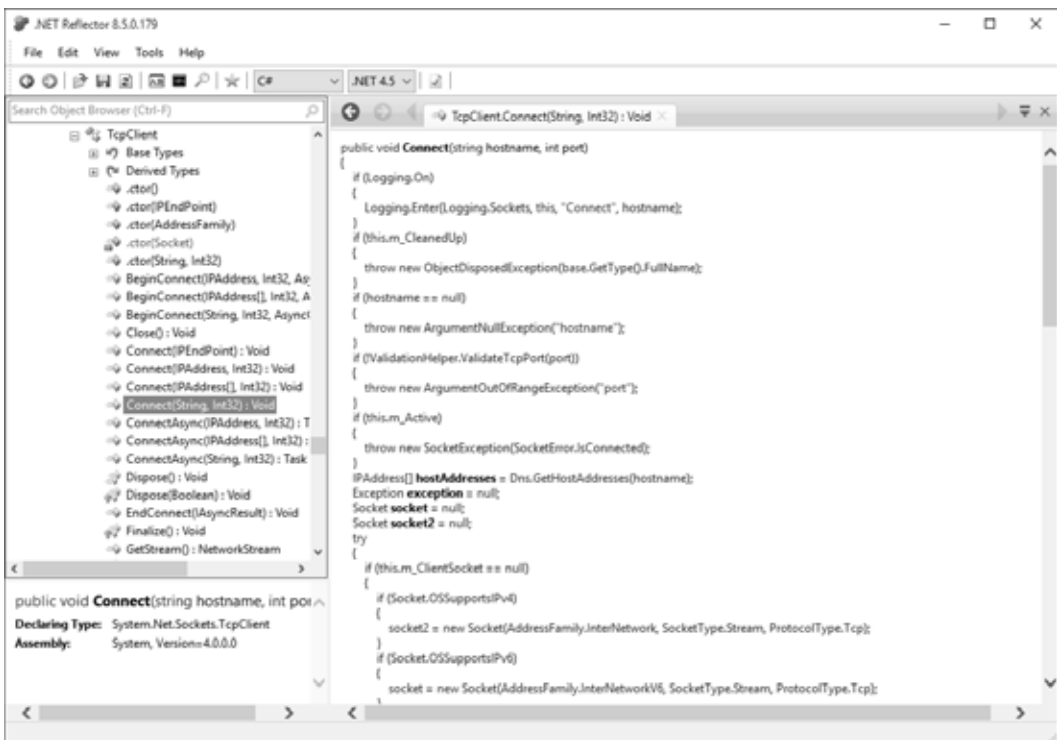 .NET Reflector 8.5.0.179
File Edit View Tools Help
C# .NET 4.5
Search Object Browser (Ctrl-F)
TcpClient
Base Types
Derived Types
.ctor()
.ctor(IPEndPoint)
.ctor(AddressFamily)
.ctor(Socket)
.ctor(String, Int32)
BeginConnect(IPAddress, Int32, As
BeginConnect(IPAddress[], Int32, A
BeginConnect(String, Int32, Async
Close() : Void
Connect(IPEndPoint) : Void
Connect(IPAddress, Int32) : Void
Connect(IPAddress[], Int32) : Void
Connect(String, Int32) : Void
ConnectAsync(IPAddress, Int32) : T
ConnectAsync(IPAddress[], Int32) :
ConnectAsync(String, Int32) : Task
Dispose() : Void
Dispose(Boolean) : Void
EndConnect(IAsyncResult) : Void
Finalize() : Void
GetStream() : NetworkStream
public void Connect(string hostname, int por
Declaring Type: System.Net.Sockets.TcpClient
Assembly: System, Version=4.0.0.0
TcpClient.Connect(String, Int32) : Void
public void Connect(string hostname, int port)
{
if (Logging.On)
{
Logging.Enter(Logging.Sockets, this, "Connect", hostname);
}
if (this.m_CleanedUp)
{
throw new ObjectDisposedException(base.GetType().FullName);
}
if (hostname == null)
{
throw new ArgumentNullException("hostname");
}
if (!ValidationHelper.ValidateTcpPort(port))
{
throw new ArgumentOutOfRangeException("port");
}
if (this.m_Active)
{
throw new SocketException(SocketError.IsConnected);
}
IPAddress[] hostAddresses = Dns.GetHostAddresses(hostname);
Exception exception = null;
Socket socket = null;
Socket socket2 = null;
try
{
if (this.m_ClientSocket == null)
{
if (Socket.OSSupportsIPv4)
{
socket2 = new Socket(AddressFamily.InterNetwork, SocketType.Stream, ProtocolType.Tcp);
}
if (Socket.OSSupportsIPv6)
{
socket = new Socket(AddressFamily.InterNetworkV6, SocketType.Stream, ProtocolType.Tcp);
}